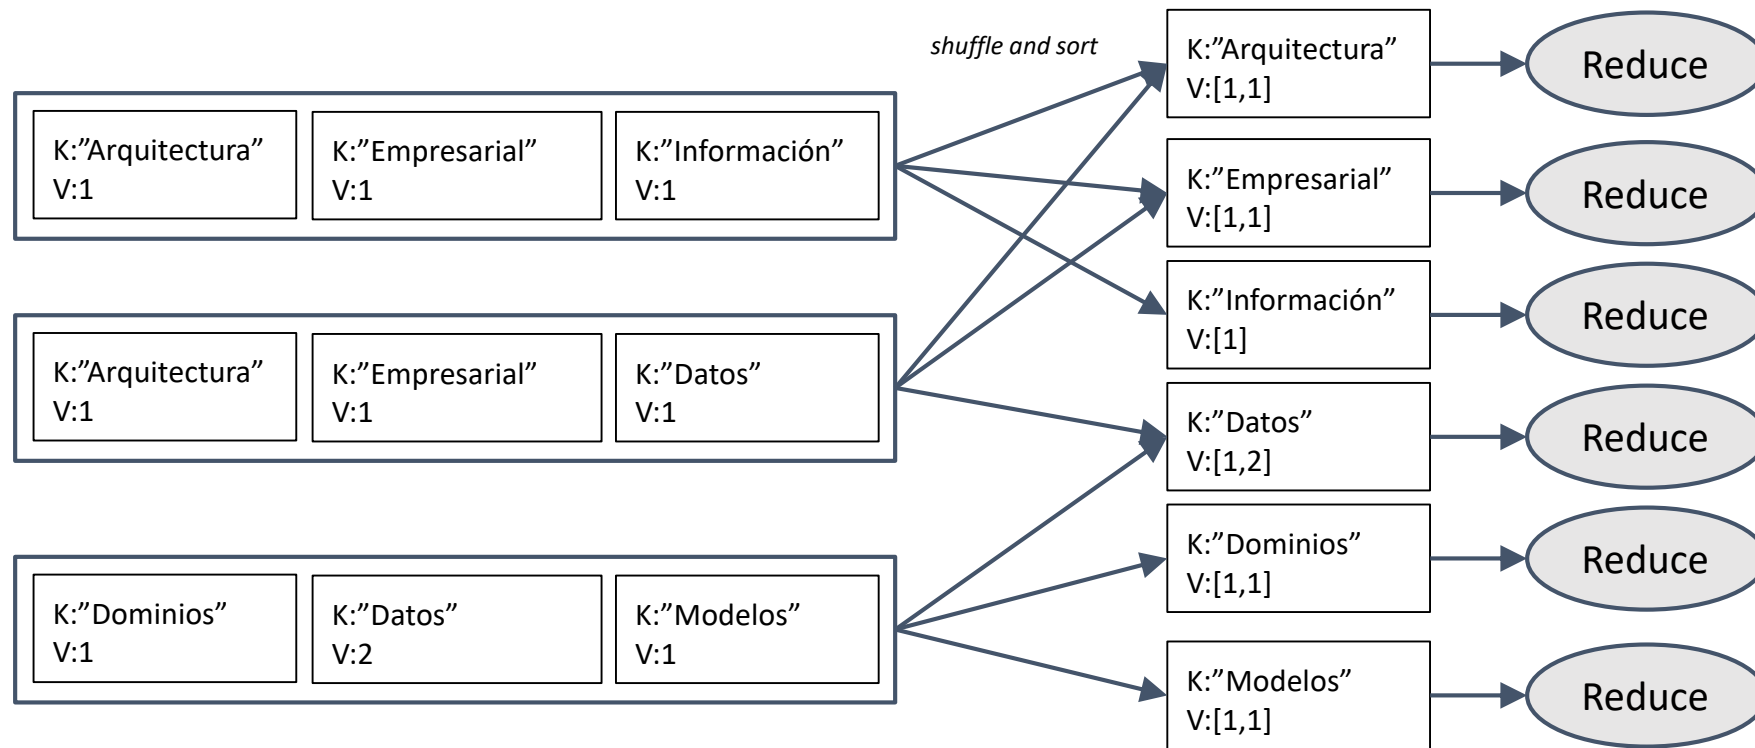 shuffle and sort
K:”Arquitectura”
V:1
K:”Empresarial”
V:1
K:”Información”
V:1
K:”Arquitectura”
V:1
K:”Empresarial”
V:1
K:”Datos”
V:1
K:”Dominios”
V:1
K:”Datos”
V:2
K:”Modelos”
V:1
K:”Arquitectura”
V:[1,1]
Reduce
K:”Empresarial”
V:[1,1]
Reduce
K:”Información”
V:[1]
Reduce
K:”Datos”
V:[1,2]
Reduce
K:”Dominios”
V:[1,1]
Reduce
K:”Modelos”
V:[1,1]
Reduce